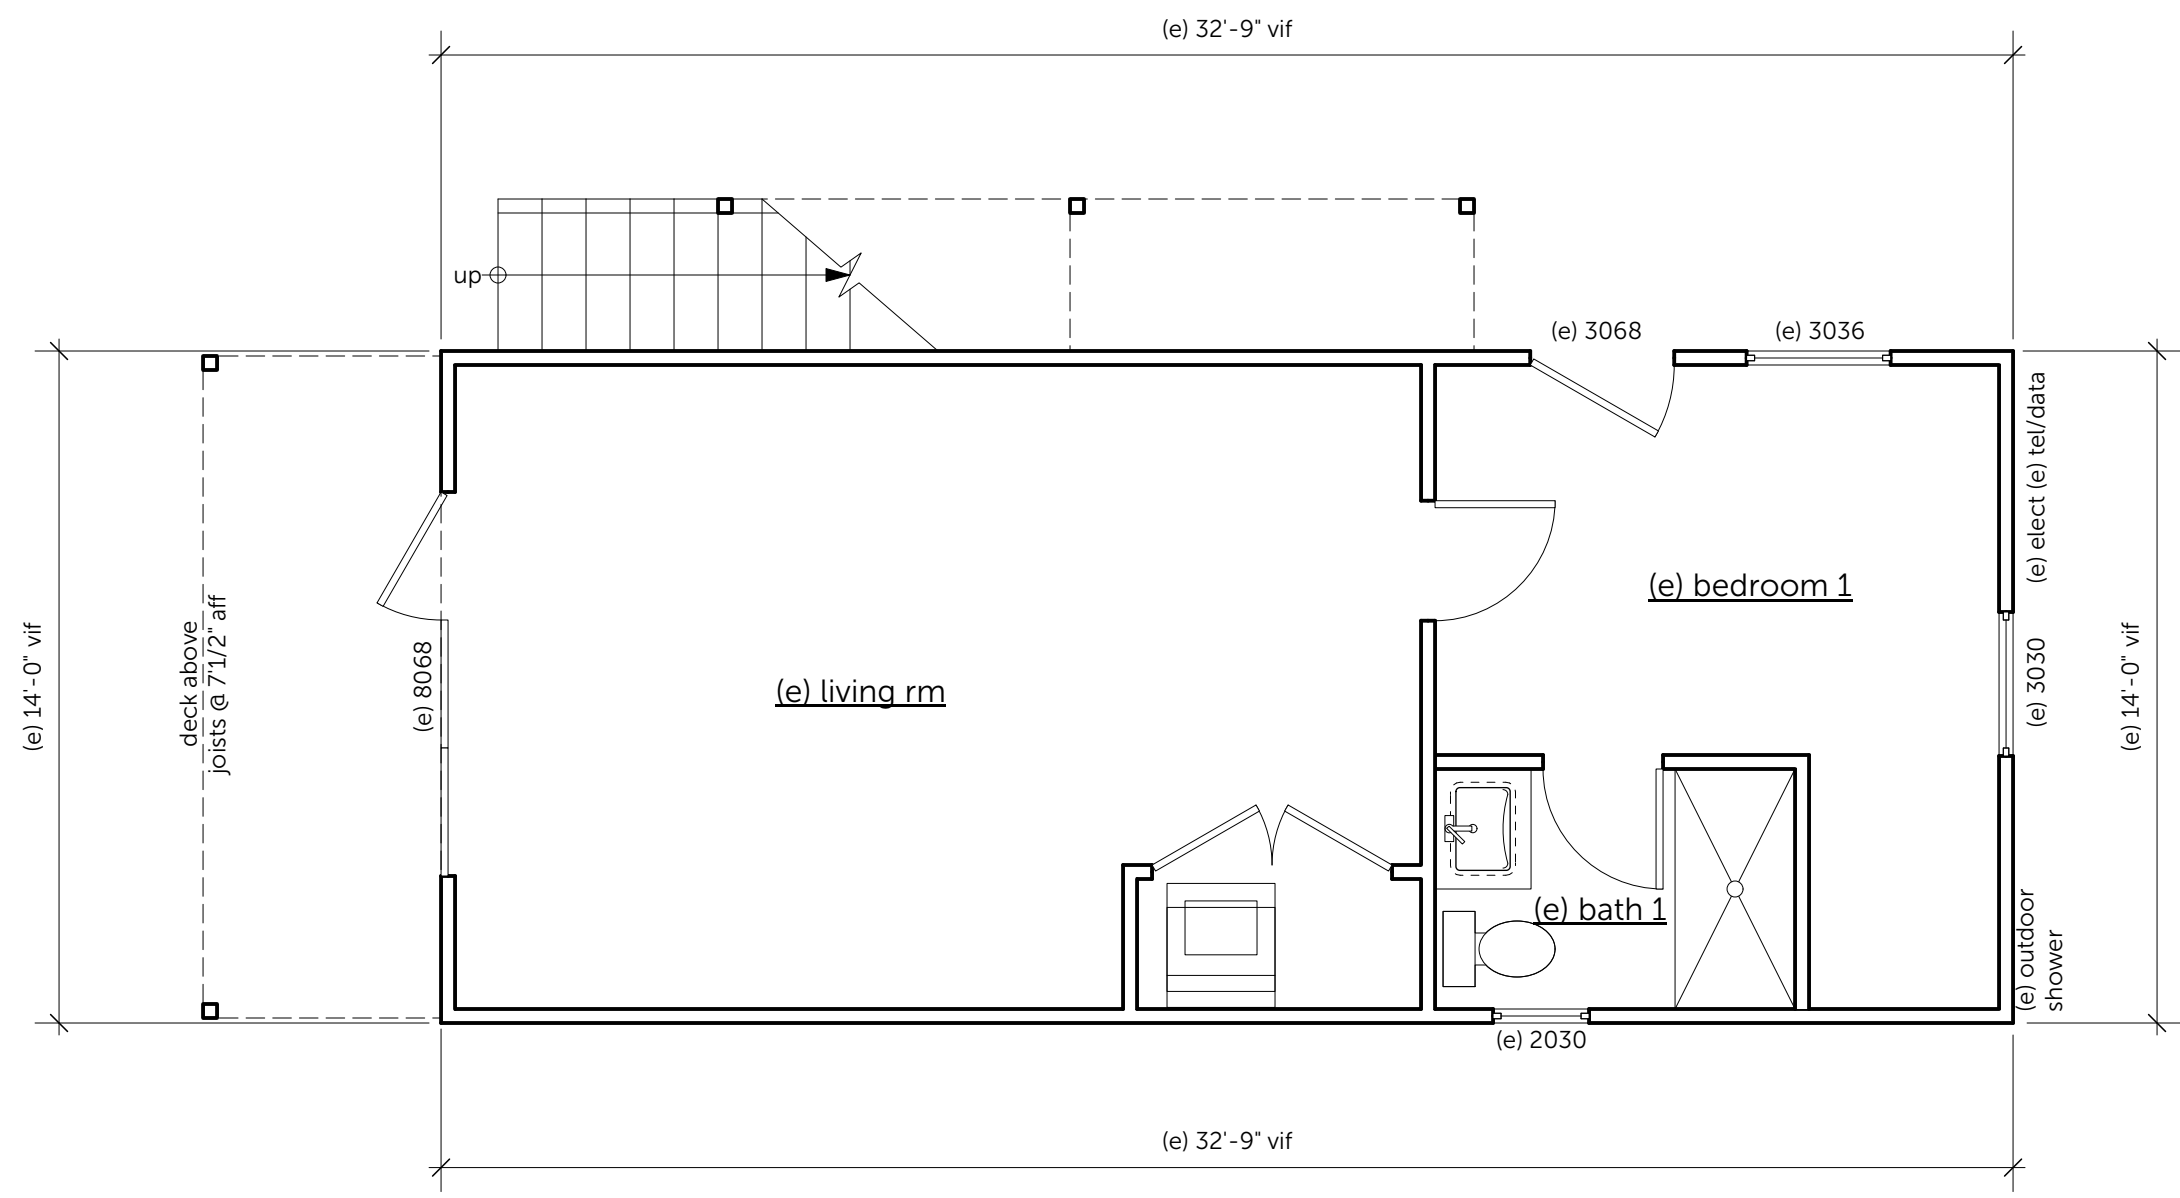 (e) 32'-9" vif
up
(e) 3068
(e) 3036
(e) elect (e) tel/data
(e) 14'-0" vif
deck above
joists @ 7'1/2" aff
(e) 8068
(e) living rm
(e) bedroom 1
(e) 3030
(e) 14'-0" vif
(e) bath 1
(e) outdoor
shower
(e) 2030
(e) 32'-9" vif